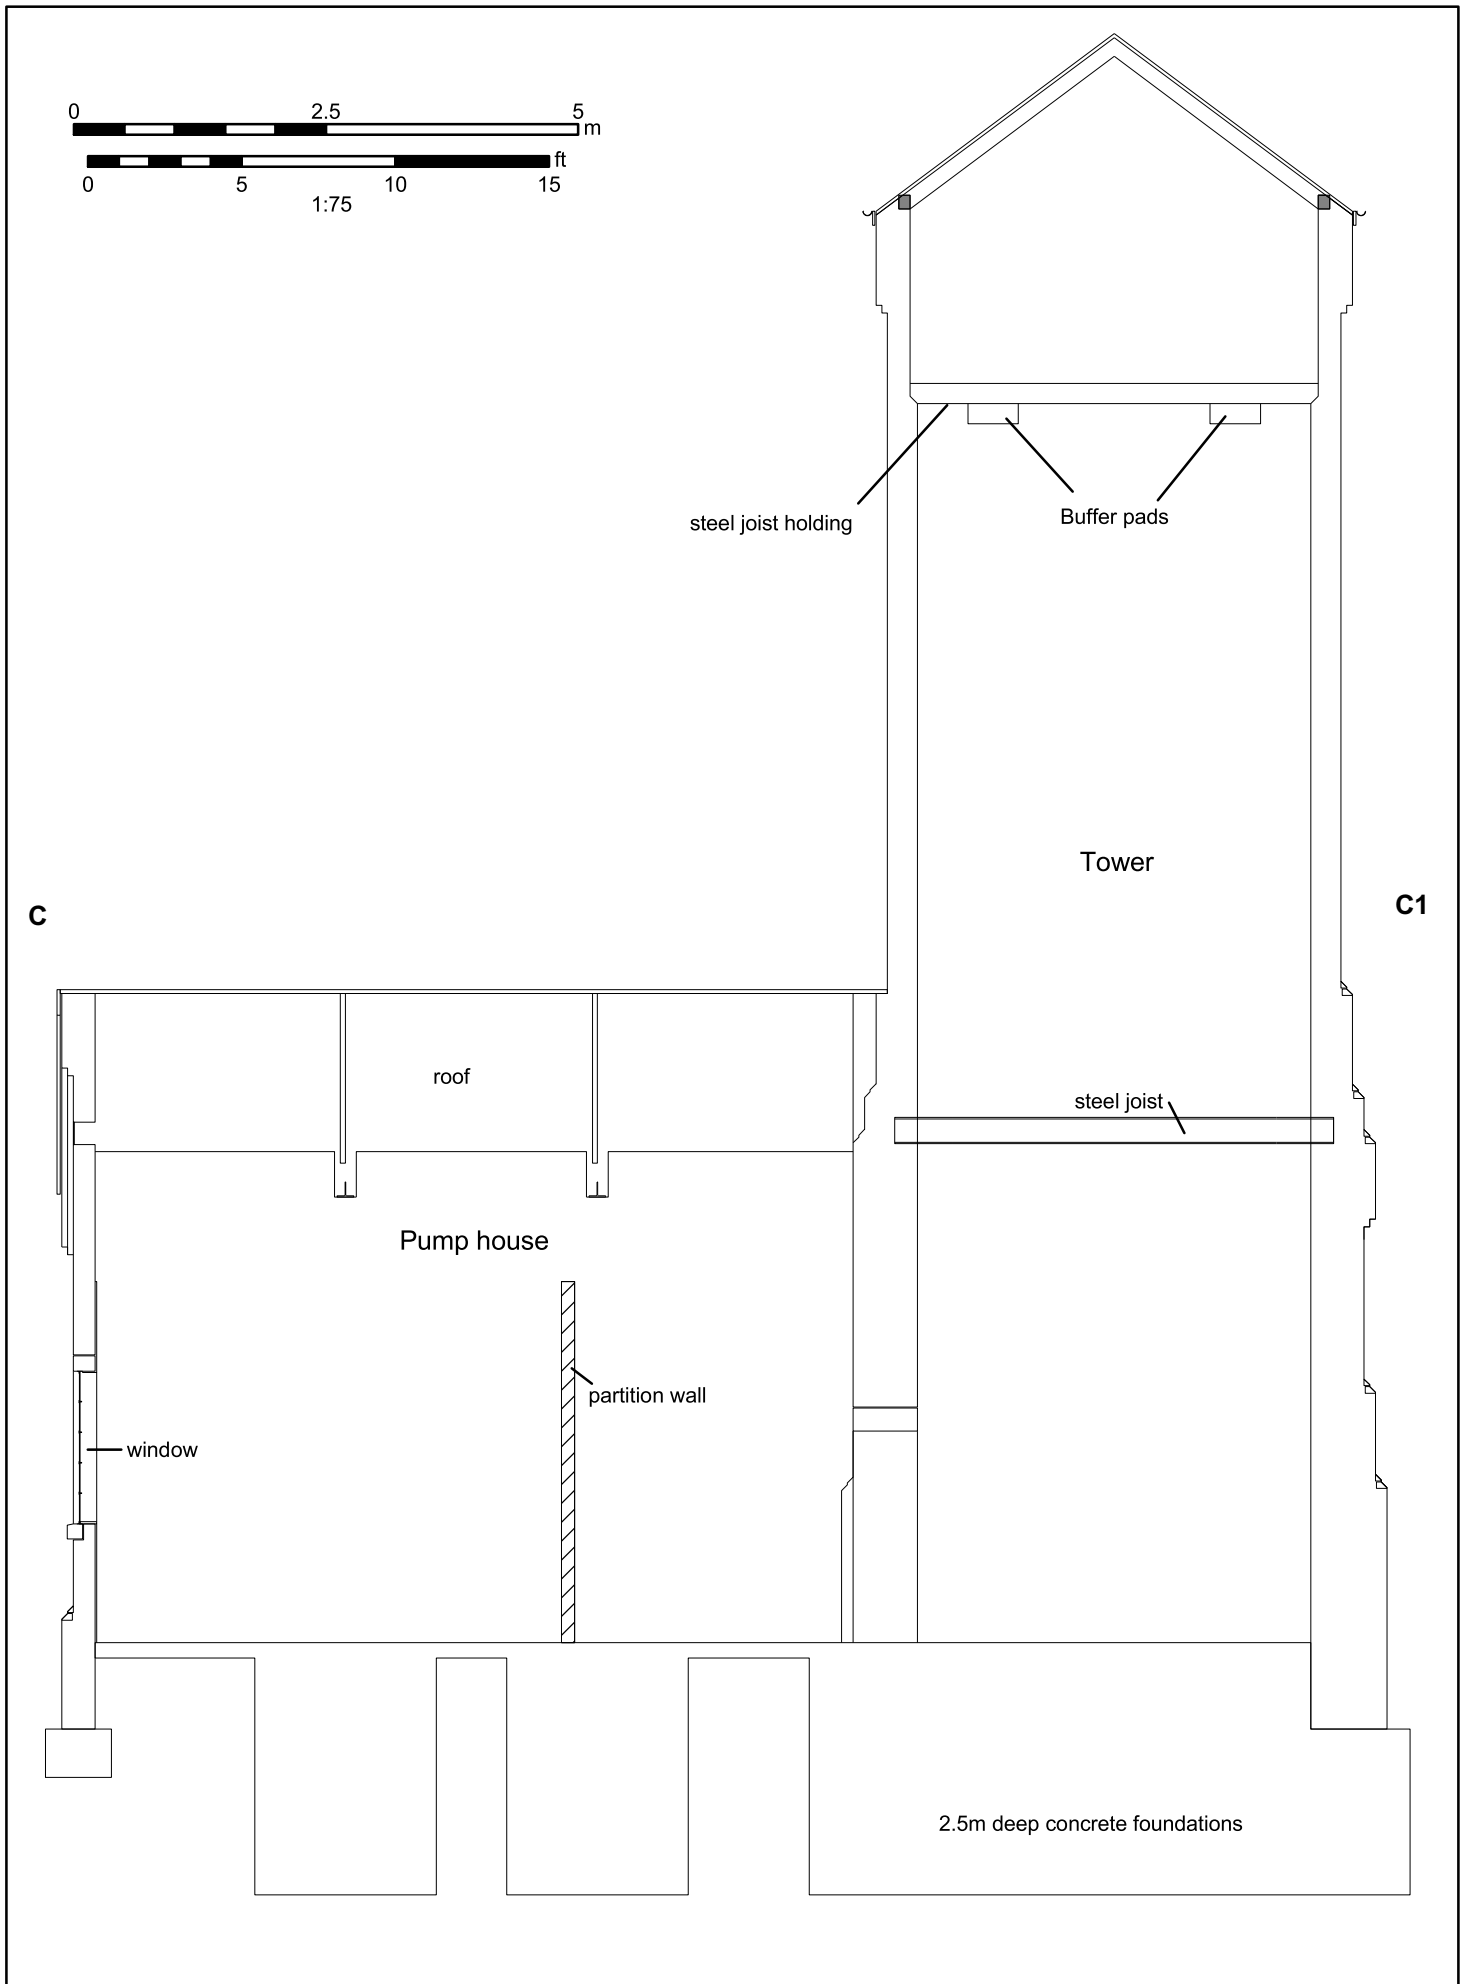 0 2.5 5
m
ft
0 5 10 15
1:75
steel joist holding
Buffer pads
Tower
C
C1
roof
steel joist
Pump house
partition wall
window
2.5m deep concrete foundations